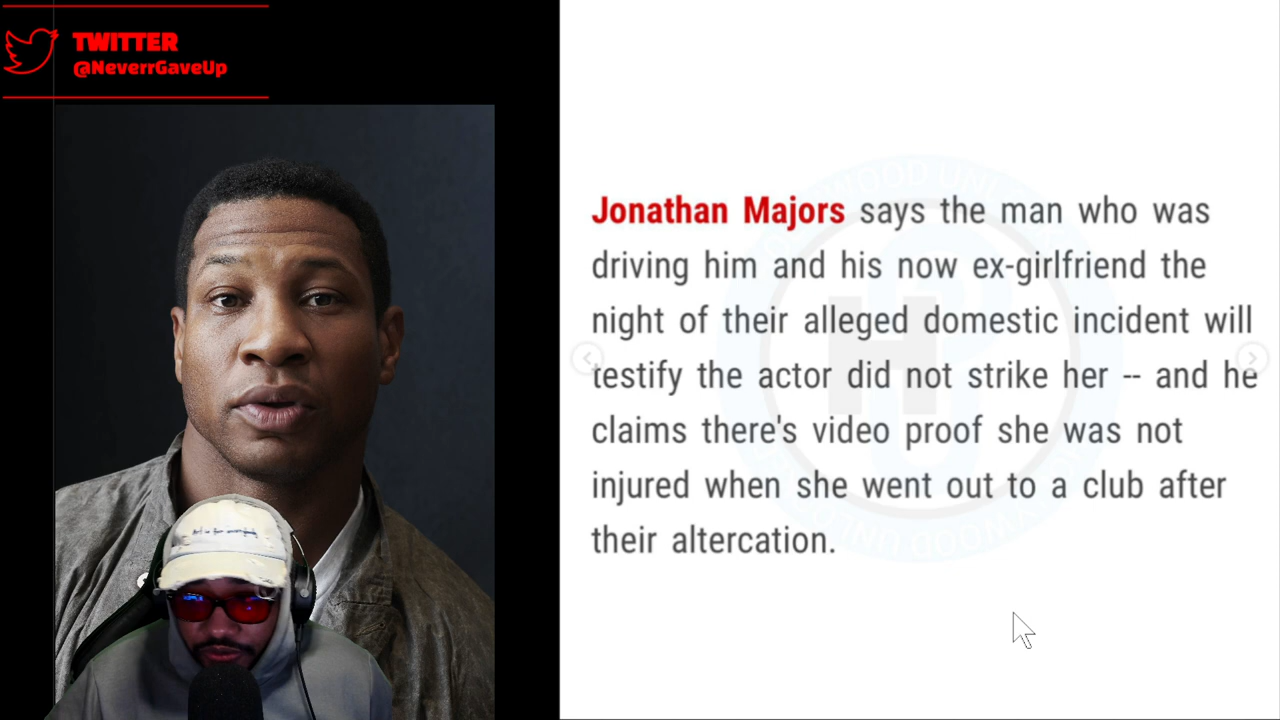 TWITTER
@NeverrGaveUp
Jonathan Majors says the man who was
driving him and his now ex-girlfriend the
night of their alleged domestic incident will
testify the actor did not strike her -- and he
claims there's video proof she was not
injured when she went out to a club after
their altercation.